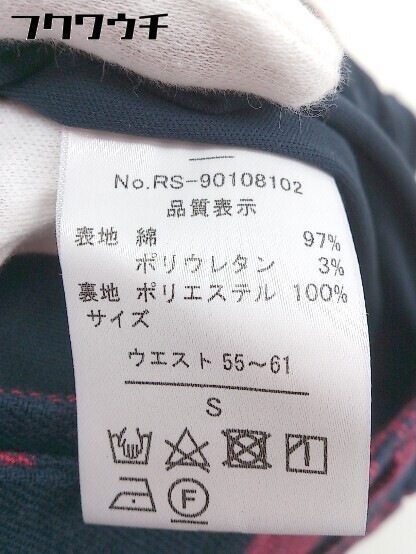 フクワウチ
No.RS-90108102
品質表示
表地 綿 97%
ポリウレタン 3%
裏地 ポリエステル 100%
サイズ
ウエスト 55～61
S
F